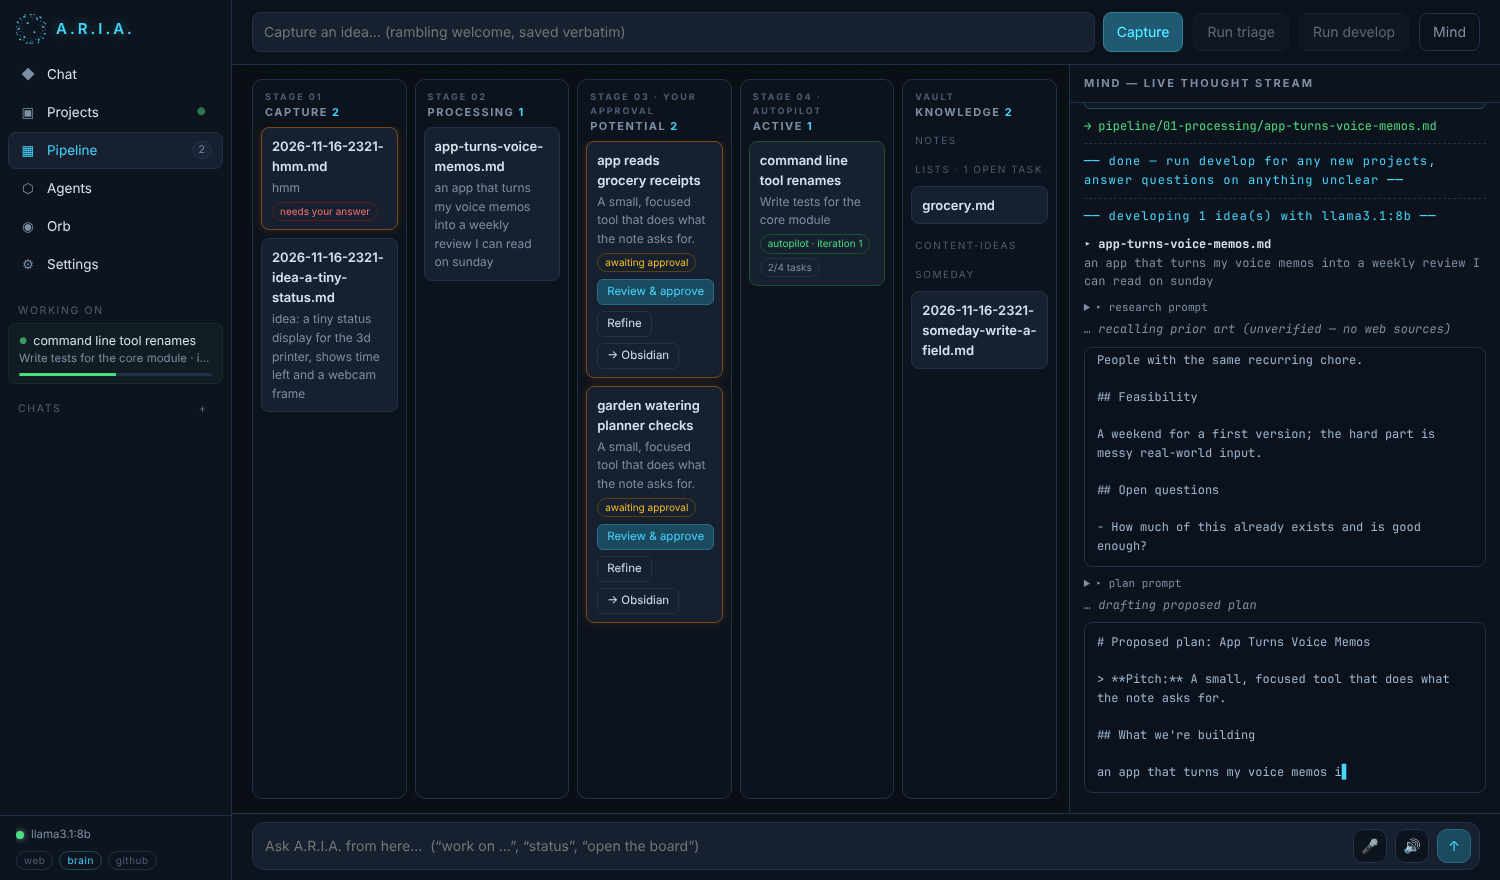 A.R.I.A.
Chat
Projects
Pipeline 2
Agents
Orb
Settings
WORKING ON
command line tool renames
Write tests for the core module · i...
CHATS +
llama3.1:8b
web brain github
Capture an idea... (rambling welcome, saved verbatim)
Capture
Run triage
Run develop
Mind
STAGE 01
CAPTURE 2
2026-11-16-2321-
hmm.md
hmm
needs your answer
2026-11-16-2321-
idea-a-tiny-
status.md
idea: a tiny status
display for the 3d
printer, shows time
left and a webcam
frame
STAGE 02
PROCESSING 1
app-turns-voice-
memos.md
an app that turns
my voice memos
into a weekly
review I can read
on sunday
STAGE 03 · YOUR
APPROVAL
POTENTIAL 2
app reads
grocery receipts
A small, focused
tool that does what
the note asks for.
awaiting approval
Review & approve
Refine
→ Obsidian
garden watering
planner checks
A small, focused
tool that does what
the note asks for.
awaiting approval
Review & approve
Refine
→ Obsidian
STAGE 04 ·
AUTOPILOT
ACTIVE 1
command line
tool renames
Write tests for the
core module
autopilot · iteration 1
2/4 tasks
VAULT
KNOWLEDGE 2
NOTES
LISTS · 1 OPEN TASK
grocery.md
CONTENT-IDEAS
SOMEDAY
2026-11-16-2321-
someday-write-a-
field.md
MIND — LIVE THOUGHT STREAM
→ pipeline/01-processing/app-turns-voice-memos.md
—— done — run develop for any new projects,
answer questions on anything unclear ——
—— developing 1 idea(s) with llama3.1:8b ——
‣ app-turns-voice-memos.md
an app that turns my voice memos into a weekly review I
can read on sunday
▶ ‣ research prompt
… recalling prior art (unverified — no web sources)
People with the same recurring chore.
## Feasibility
A weekend for a first version; the hard part is
messy real-world input.
## Open questions
- How much of this already exists and is good
enough?
▶ ‣ plan prompt
… drafting proposed plan
# Proposed plan: App Turns Voice Memos
> **Pitch:** A small, focused tool that does what
the note asks for.
## What we're building
an app that turns my voice memos i
Ask A.R.I.A. from here... (“work on ...”, “status”, “open the board”)